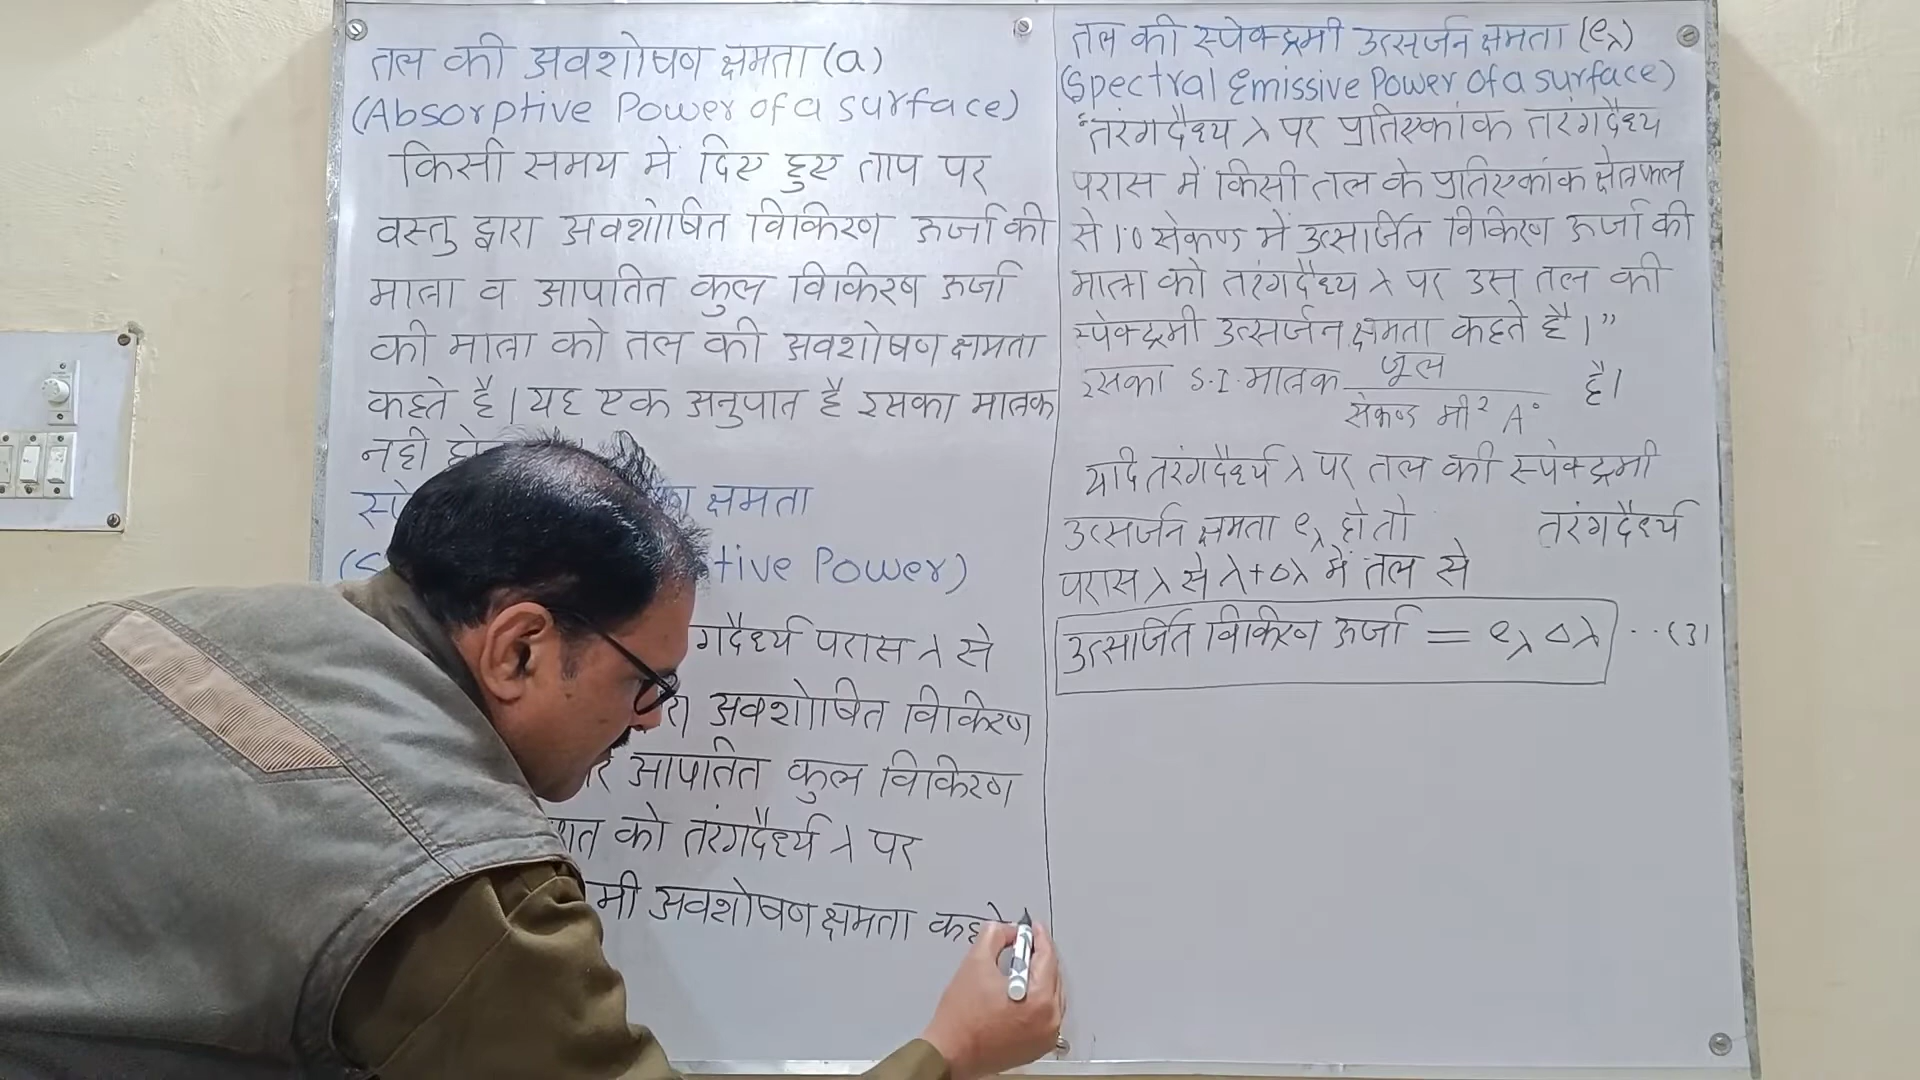 तल की अवशोषण क्षमता (a)
(Absorptive Power of a surface)
किसी समय में दिए हुए ताप पर
वस्तु द्वारा अवशोषित विकिरण ऊर्जा की
मात्रा व आपतित कुल विकिरण ऊर्जा
की मात्रा को तल की अवशोषण क्षमता
कहते है। यह एक अनुपात है इसका मात्रक
नही
क्षमता
Power)
परास λ से
अवशोषित विकिरण
आपतित कुल विकिरण
को तरंगदैर्ध्य λ पर
अवशोषण क्षमता
तल की स्पेक्ट्रमी उत्सर्जन क्षमता (eλ)
(Spectral Emissive Power of a surface)
"तरंगदैध्य λ पर प्रतिएकांक तरंगदैध्य
परास में किसी तल के प्रतिएकांक क्षेत्रफल
से 1.0 सेकण्ड में उत्सर्जित विकिरण ऊर्जा की
मात्रा को तरंगदैध्य λ पर उस तल की
स्पेक्ट्रमी उत्सर्जन क्षमता कहते है।"
इसका S.I. मात्रक जूल / सेकण्ड मी² A° है।
यदि तरंगदैर्ध्य λ पर तल की स्पेक्ट्रमी
उत्सर्जन क्षमता eλ हो तो तरंगदैर्ध्य
परास λ से λ+Δλ में तल से
उत्सर्जित विकिरण ऊर्जा = eλ Δλ ..(3)